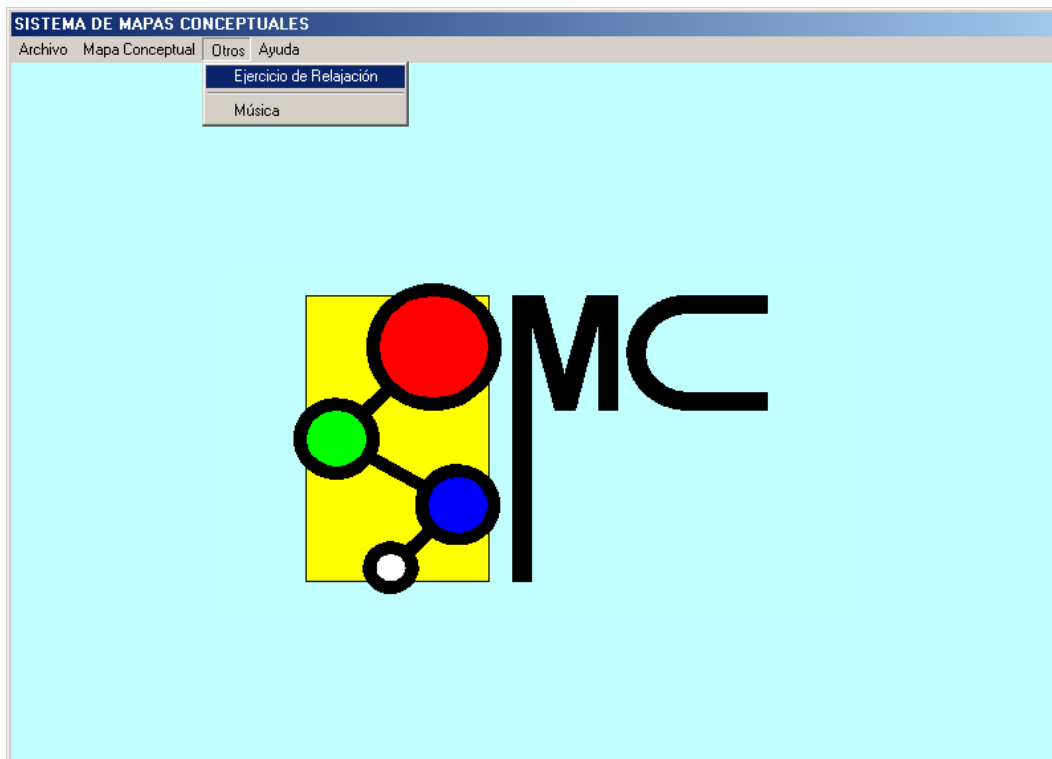 SISTEMA DE MAPAS CONCEPTUALES
Archivo Mapa Conceptual Otros Ayuda
Ejercicio de Relajación
Música
MC